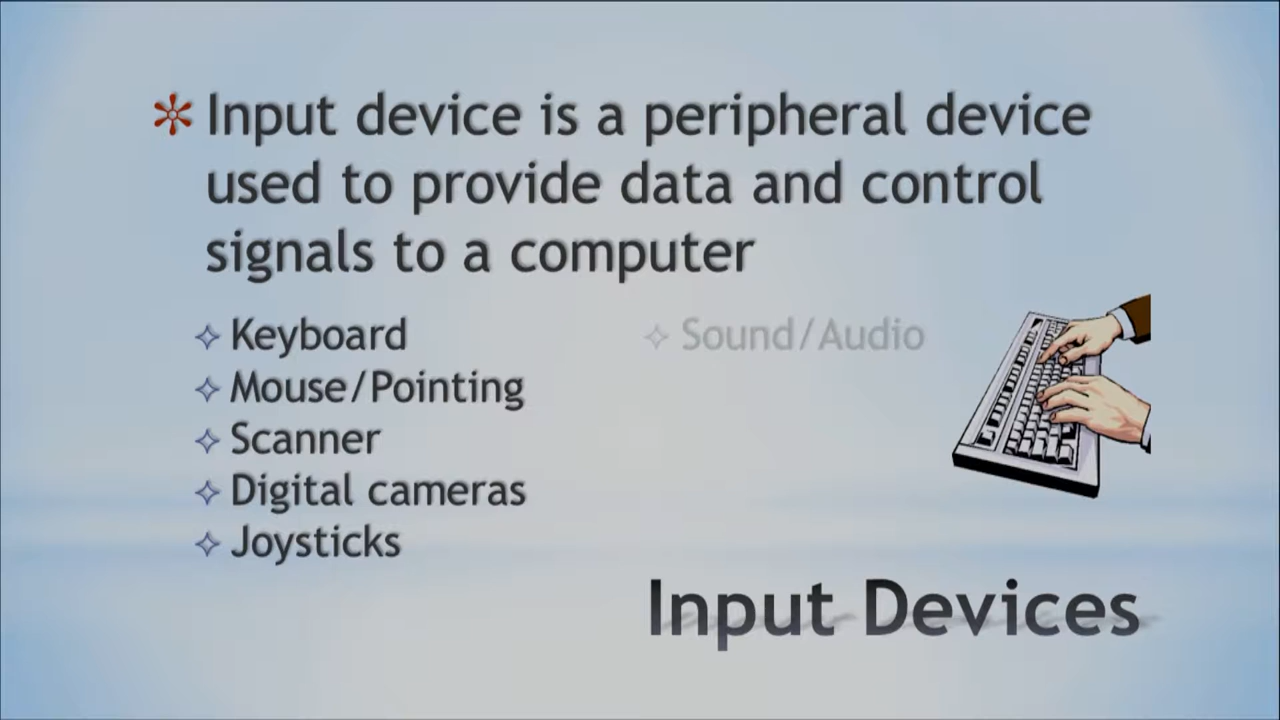 Input device is a peripheral device
used to provide data and control
signals to a computer
Keyboard
Mouse/Pointing
Scanner
Digital cameras
Joysticks
Sound/Audio
Input Devices